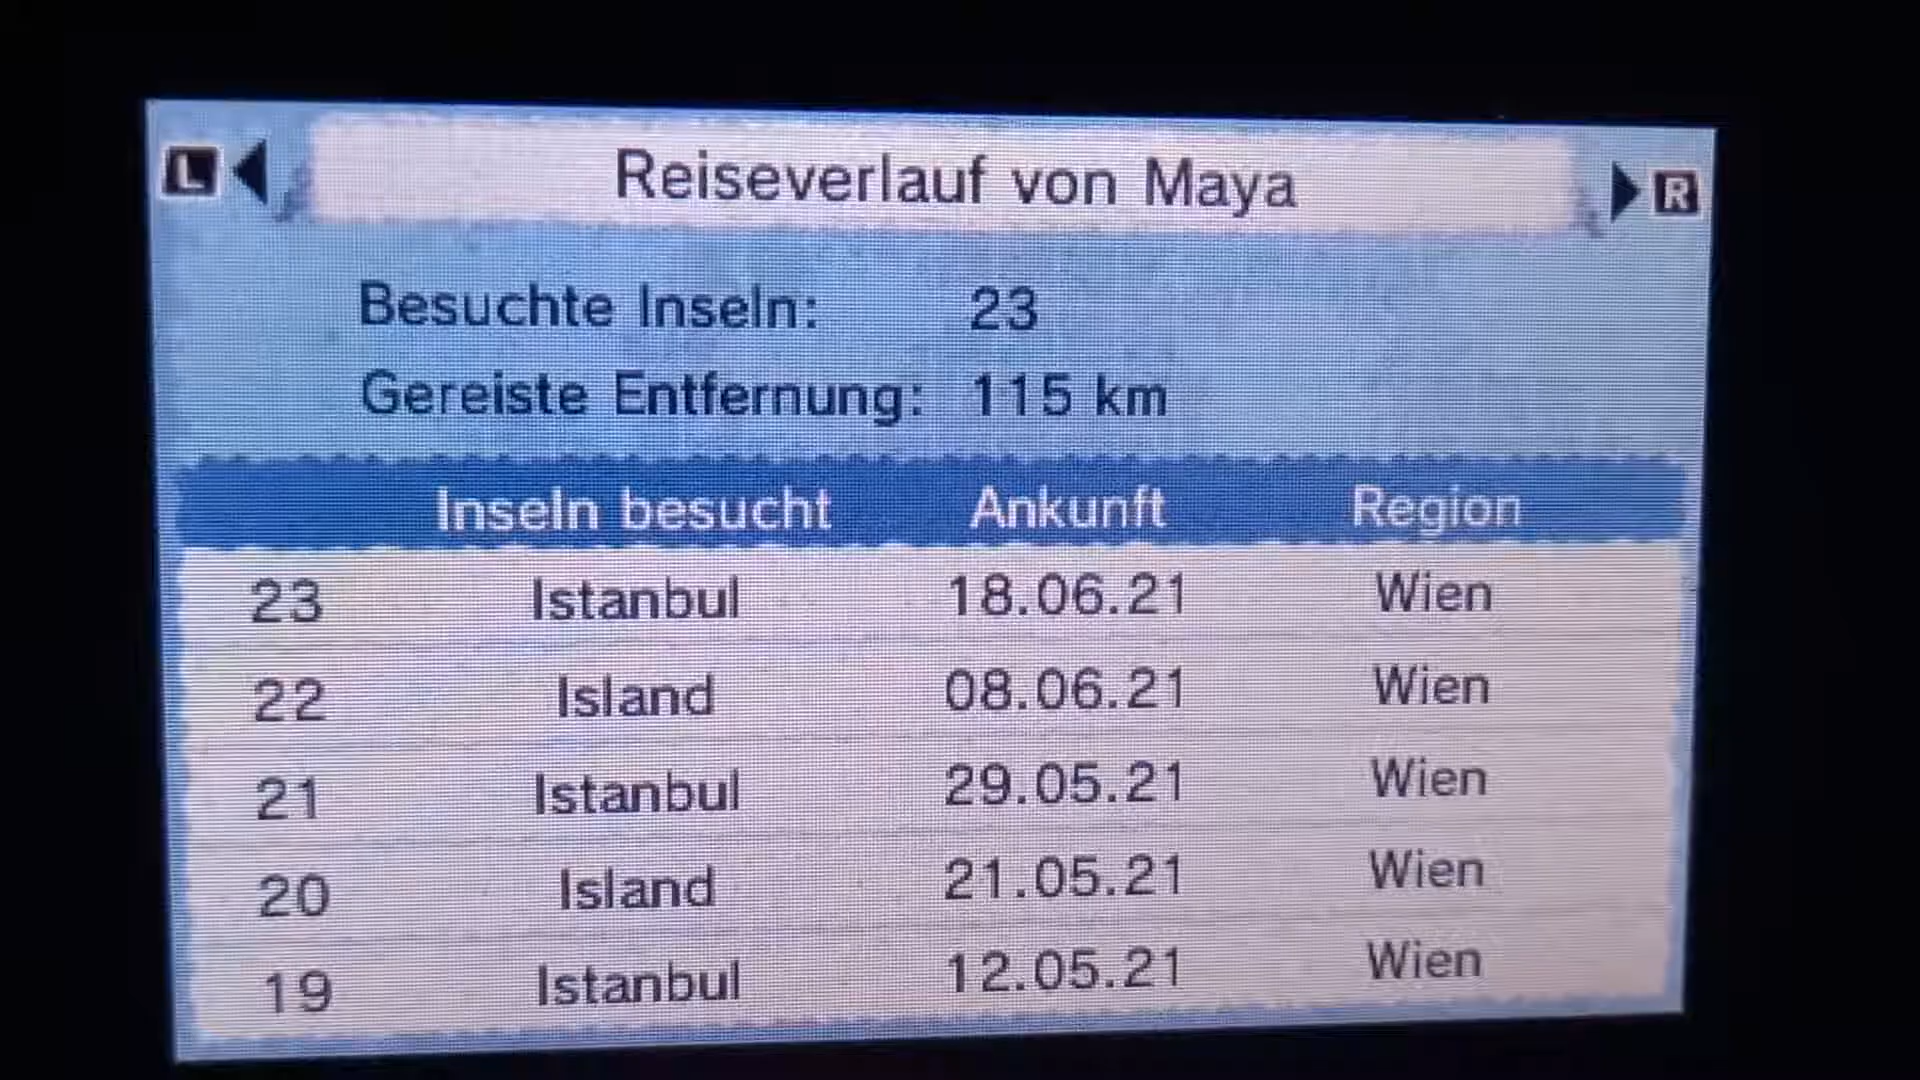 L Reiseverlauf von Maya R
Besuchte Inseln: 23
Gereiste Entfernung: 115 km
Inseln besucht Ankunft Region
23 Istanbul 18.06.21 Wien
22 Island 08.06.21 Wien
21 Istanbul 29.05.21 Wien
20 Island 21.05.21 Wien
19 Istanbul 12.05.21 Wien